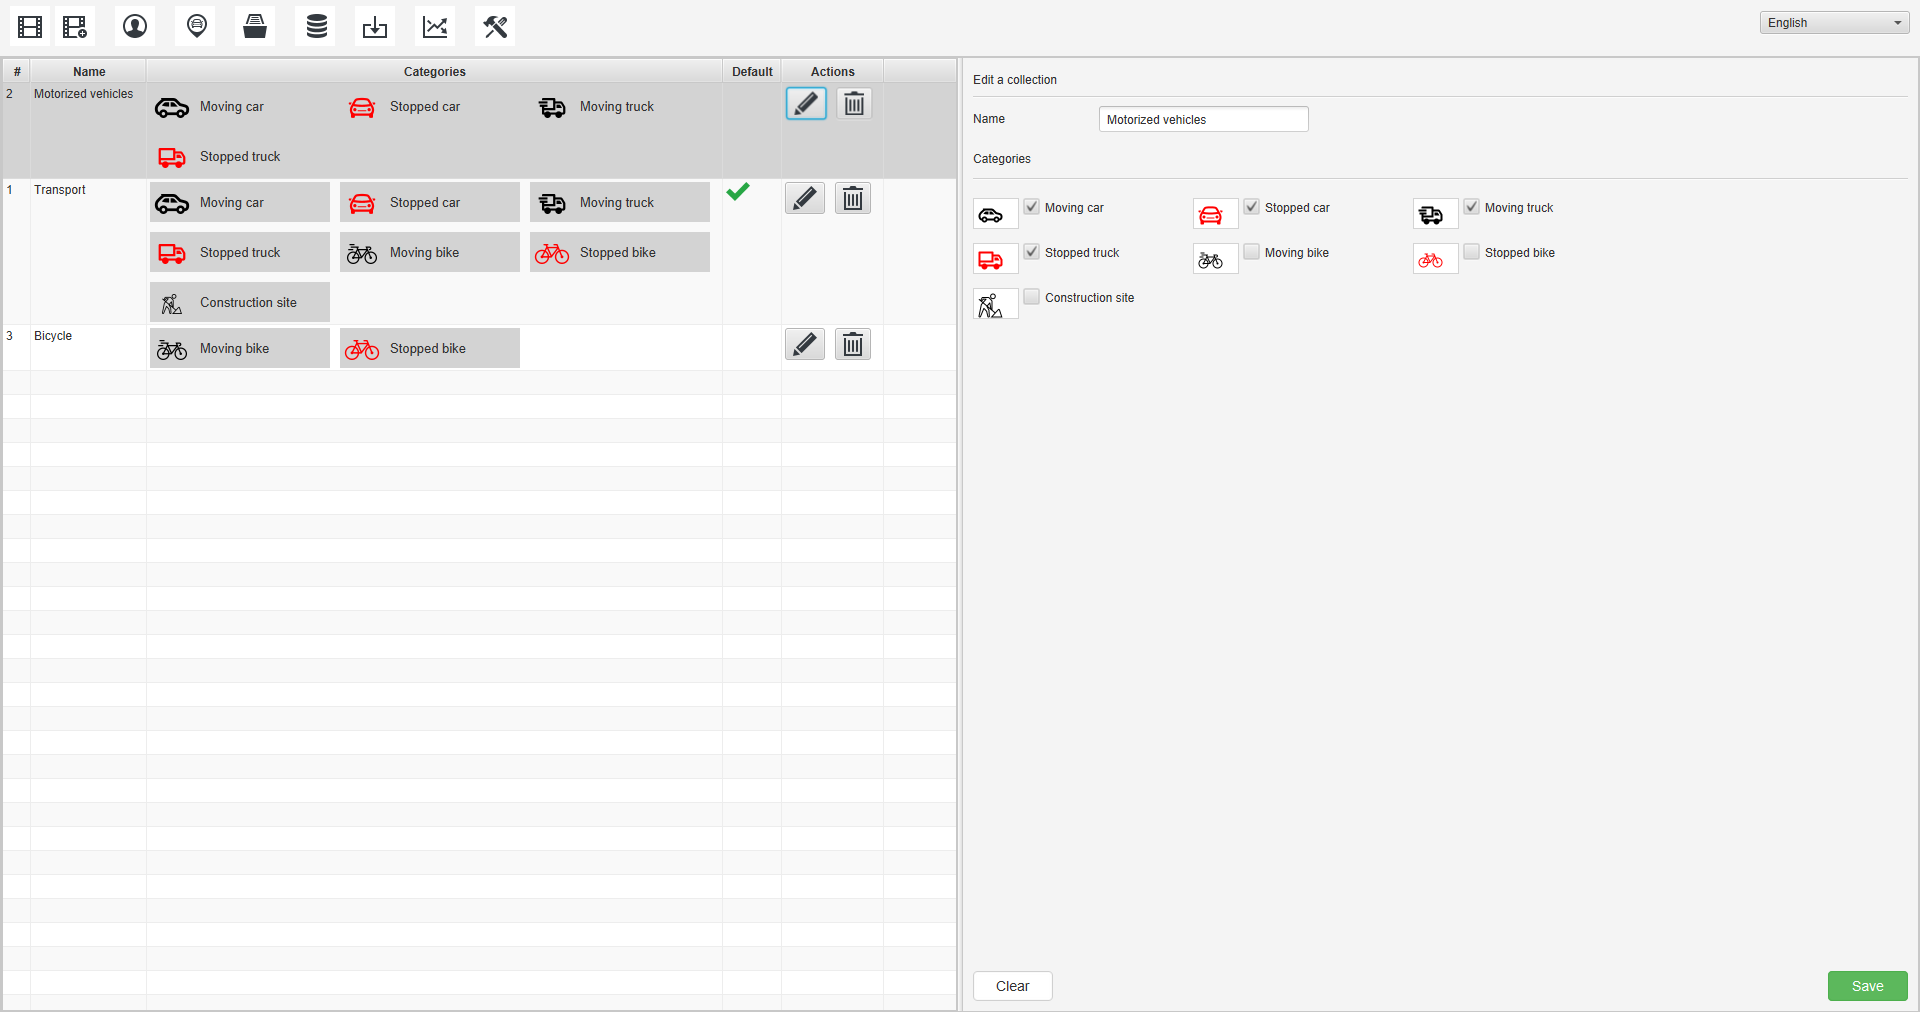 English
# Name Categories Default Actions
2 Motorized vehicles Moving car Stopped car Moving truck
Stopped truck
1 Transport Moving car Stopped car Moving truck
Stopped truck Moving bike Stopped bike
Construction site
3 Bicycle Moving bike Stopped bike
Edit a collection
Name Motorized vehicles
Categories
Moving car Stopped car Moving truck
Stopped truck Moving bike Stopped bike
Construction site
Clear Save